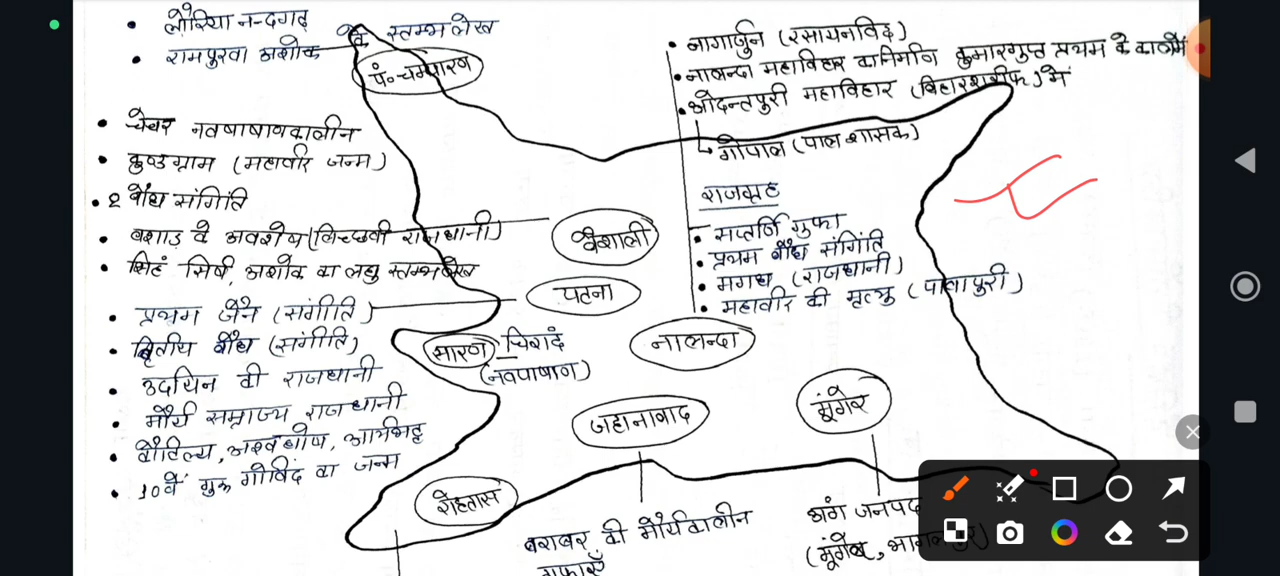 • लौरिया नन्दगढ़
• रामपुरवा अशोक के स्तम्भ लेख
पं॰ चम्पारण
• चेचर नवपाषाणकालीन
• कुण्डग्राम (महावीर जन्म)
• 2 बौद्ध संगिति
• बसाड़ के अवशेष (लिच्छवी राजधानी)
• सिहं सिर्ष, अशोक का लघु स्तम्भ लेख
वैशाली
• प्रथम जैन (संगीति)
• तृितीय बौद्ध (संगीति)
• उदयिन की राजधानी
• मौर्य सम्राज्य राजधानी
• कौटिल्य, अश्वघोष, आर्यभट्ट
• 10वें गुरू गोविंद का जन्म
पटना
सारण - चिरादं
(नवपाषाण)
• नागार्जुन (रसायनविद्)
• नालन्दा महाविहार का निर्माण कुमारगुप्त प्रथम के काल में
• ओदन्तपुरी महाविहार (बिहारशरीफ) में
↳ गोपाल (पाल शासक)
राजगृह
• सप्तर्णि गुफा
• प्रथम बौद्ध संगिति
• मगध (राजधानी)
• महावीर की मृत्यु (पावापुरी)
नालन्दा
जहानाबाद
मूंगेर
रोहतास
बराबर की मौर्यकालीन
गुफाएँ
अंग जनपद
(मूंगेर, भागलपुर)